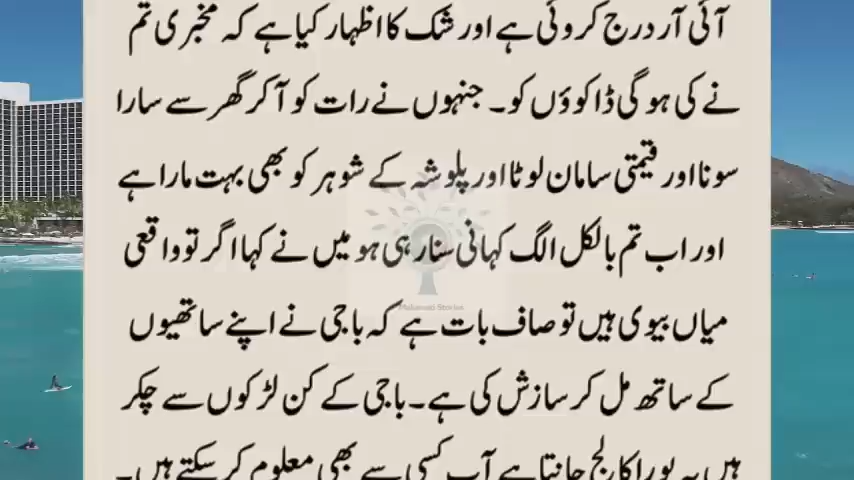 آئی آر درج کروئی ہے اور شک کا اظہار کیا ہے کہ مخبری تم
نے کی ہوگی ڈاکوؤں کو۔ جنہوں نے رات کو آ کر گھر سے سارا
سونا اور قیمتی سامان لوٹا اور پلوشہ کے شوہر کو بھی بہت مارا ہے
اور اب تم بالکل الگ کہانی سنا رہی ہو میں نے کہا اگر تو واقعی
Stories
میاں بیوی ہیں تو صاف بات ہے کہ باجی نے اپنے ساتھیوں
کے ساتھ مل کر سازش کی ہے۔ باجی کے کن لڑکوں سے چکر
ہیں یہ پورا کالج جانتا ہے آپ کسی سے بھی معلوم کر سکتے ہیں۔